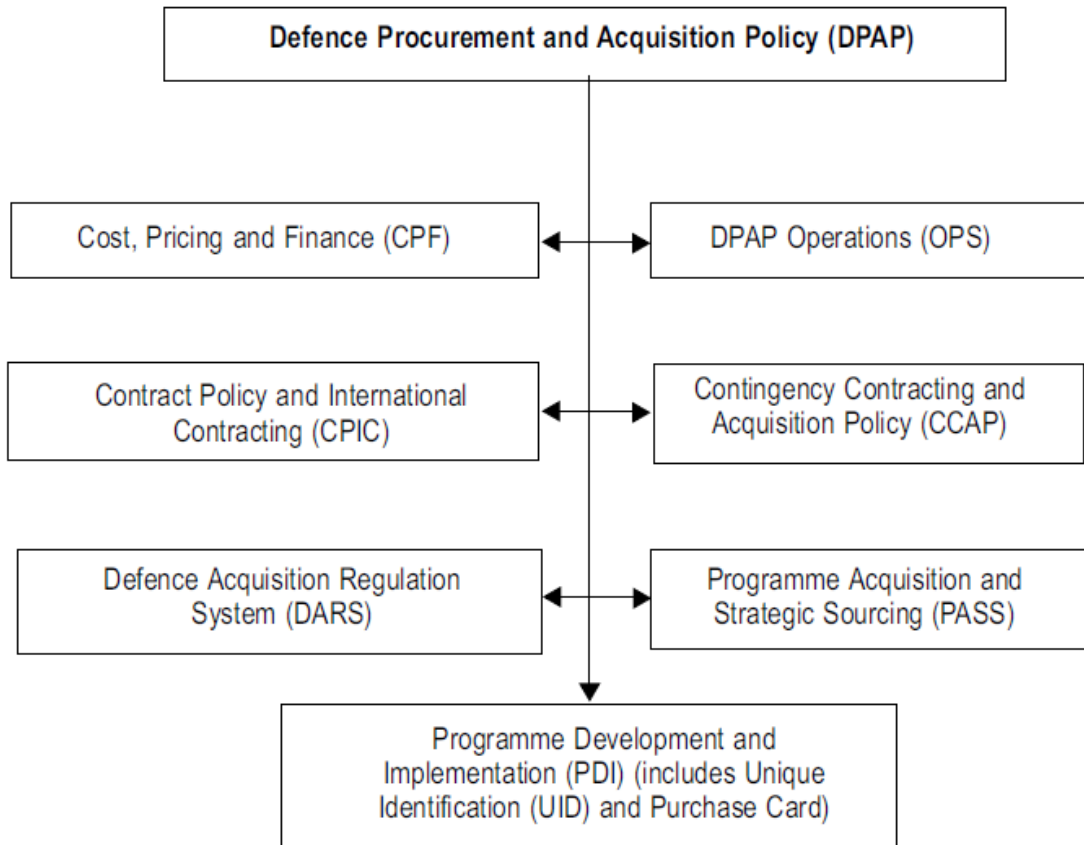 Defence Procurement and Acquisition Policy (DPAP)
Cost, Pricing and Finance (CPF)
DPAP Operations (OPS)
Contract Policy and International
Contracting (CPIC)
Contingency Contracting and
Acquisition Policy (CCAP)
Defence Acquisition Regulation
System (DARS)
Programme Acquisition and
Strategic Sourcing (PASS)
Programme Development and
Implementation (PDI) (includes Unique
Identification (UID) and Purchase Card)